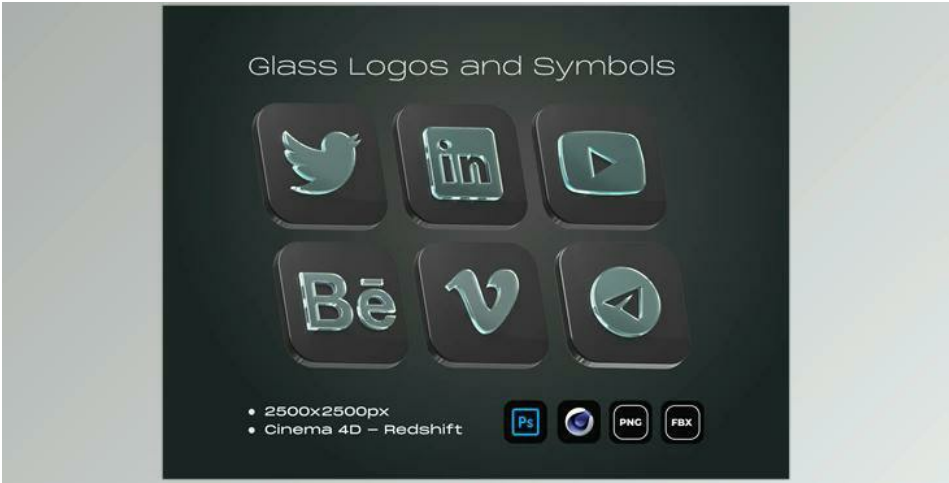 Glass Logos and Symbols
in
Bē
V
• 2500x2500px
• Cinema 4D – Redshift
Ps
PNG
FBX